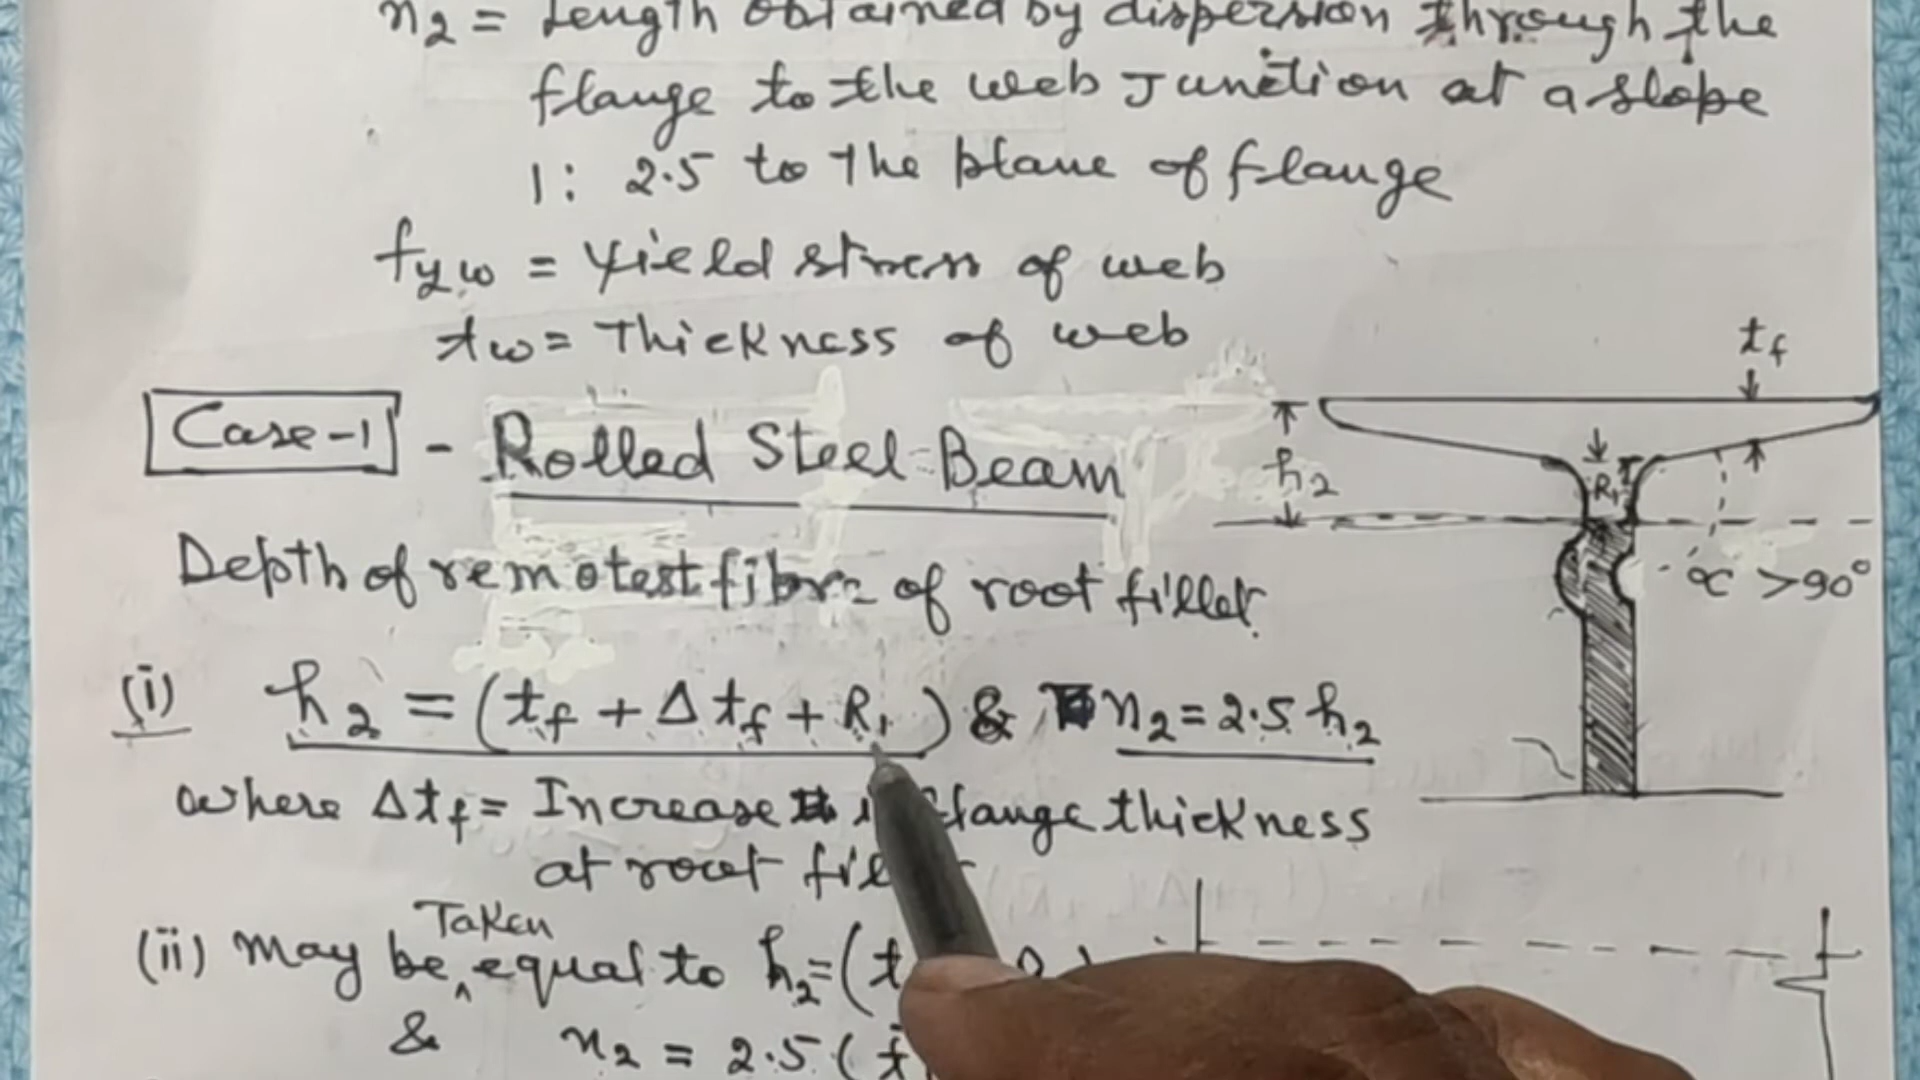 n₂ = Length obtained by dispersion through the
flange to the web Junction at a slope
1 : 2.5 to the plane of flange
fyw = Yield stress of web
tw = Thickness of web
Case-1 - Rolled Steel Beam
Depth of remotest fibre of root fillet
(i) h₂ = (tf + Δtf + R₁) & n₂ = 2.5 h₂
where Δtf = Increase flange thickness
at root
(ii) May be Taken equal to h₂ = (t
& n₂ = 2.5 (t
tf
h₂
R₁
α > 90°